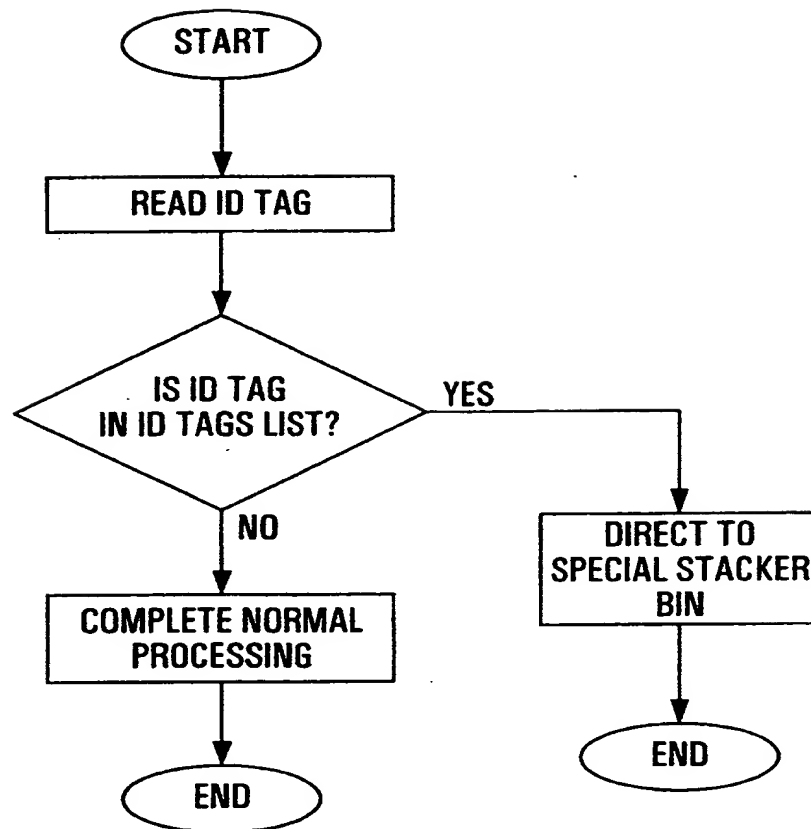 START
READ ID TAG
IS ID TAG
IN ID TAGS LIST?
YES
NO
DIRECT TO
SPECIAL STACKER
BIN
COMPLETE NORMAL
PROCESSING
END
END